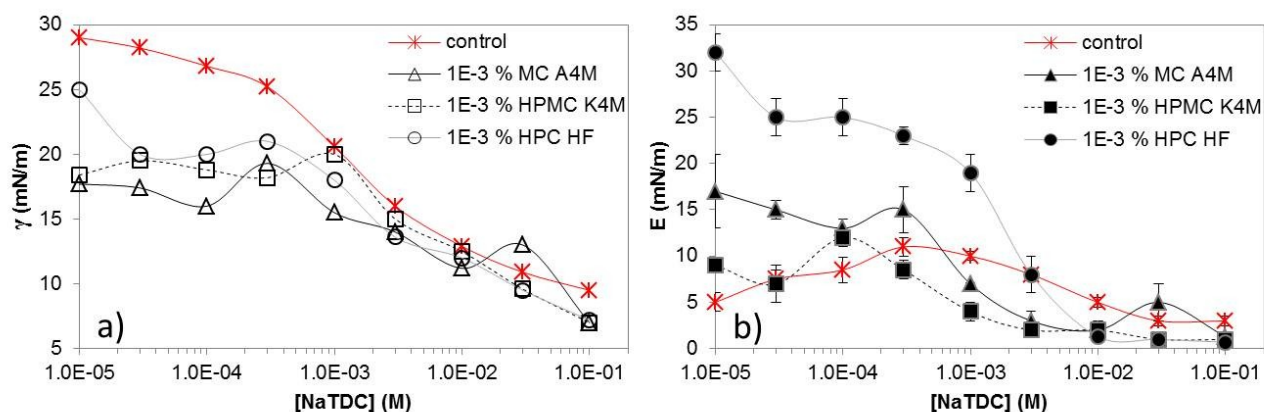 30
25
20
15
10
5
γ (mN/m)
control
1E-3 % MC A4M
1E-3 % HPMC K4M
1E-3 % HPC HF
a)
1.0E-05 1.0E-04 1.0E-03 1.0E-02 1.0E-01
[NaTDC] (M)
35
30
25
20
15
10
5
0
E (mN/m)
control
1E-3 % MC A4M
1E-3 % HPMC K4M
1E-3 % HPC HF
b)
1.0E-05 1.0E-04 1.0E-03 1.0E-02 1.0E-01
[NaTDC] (M)